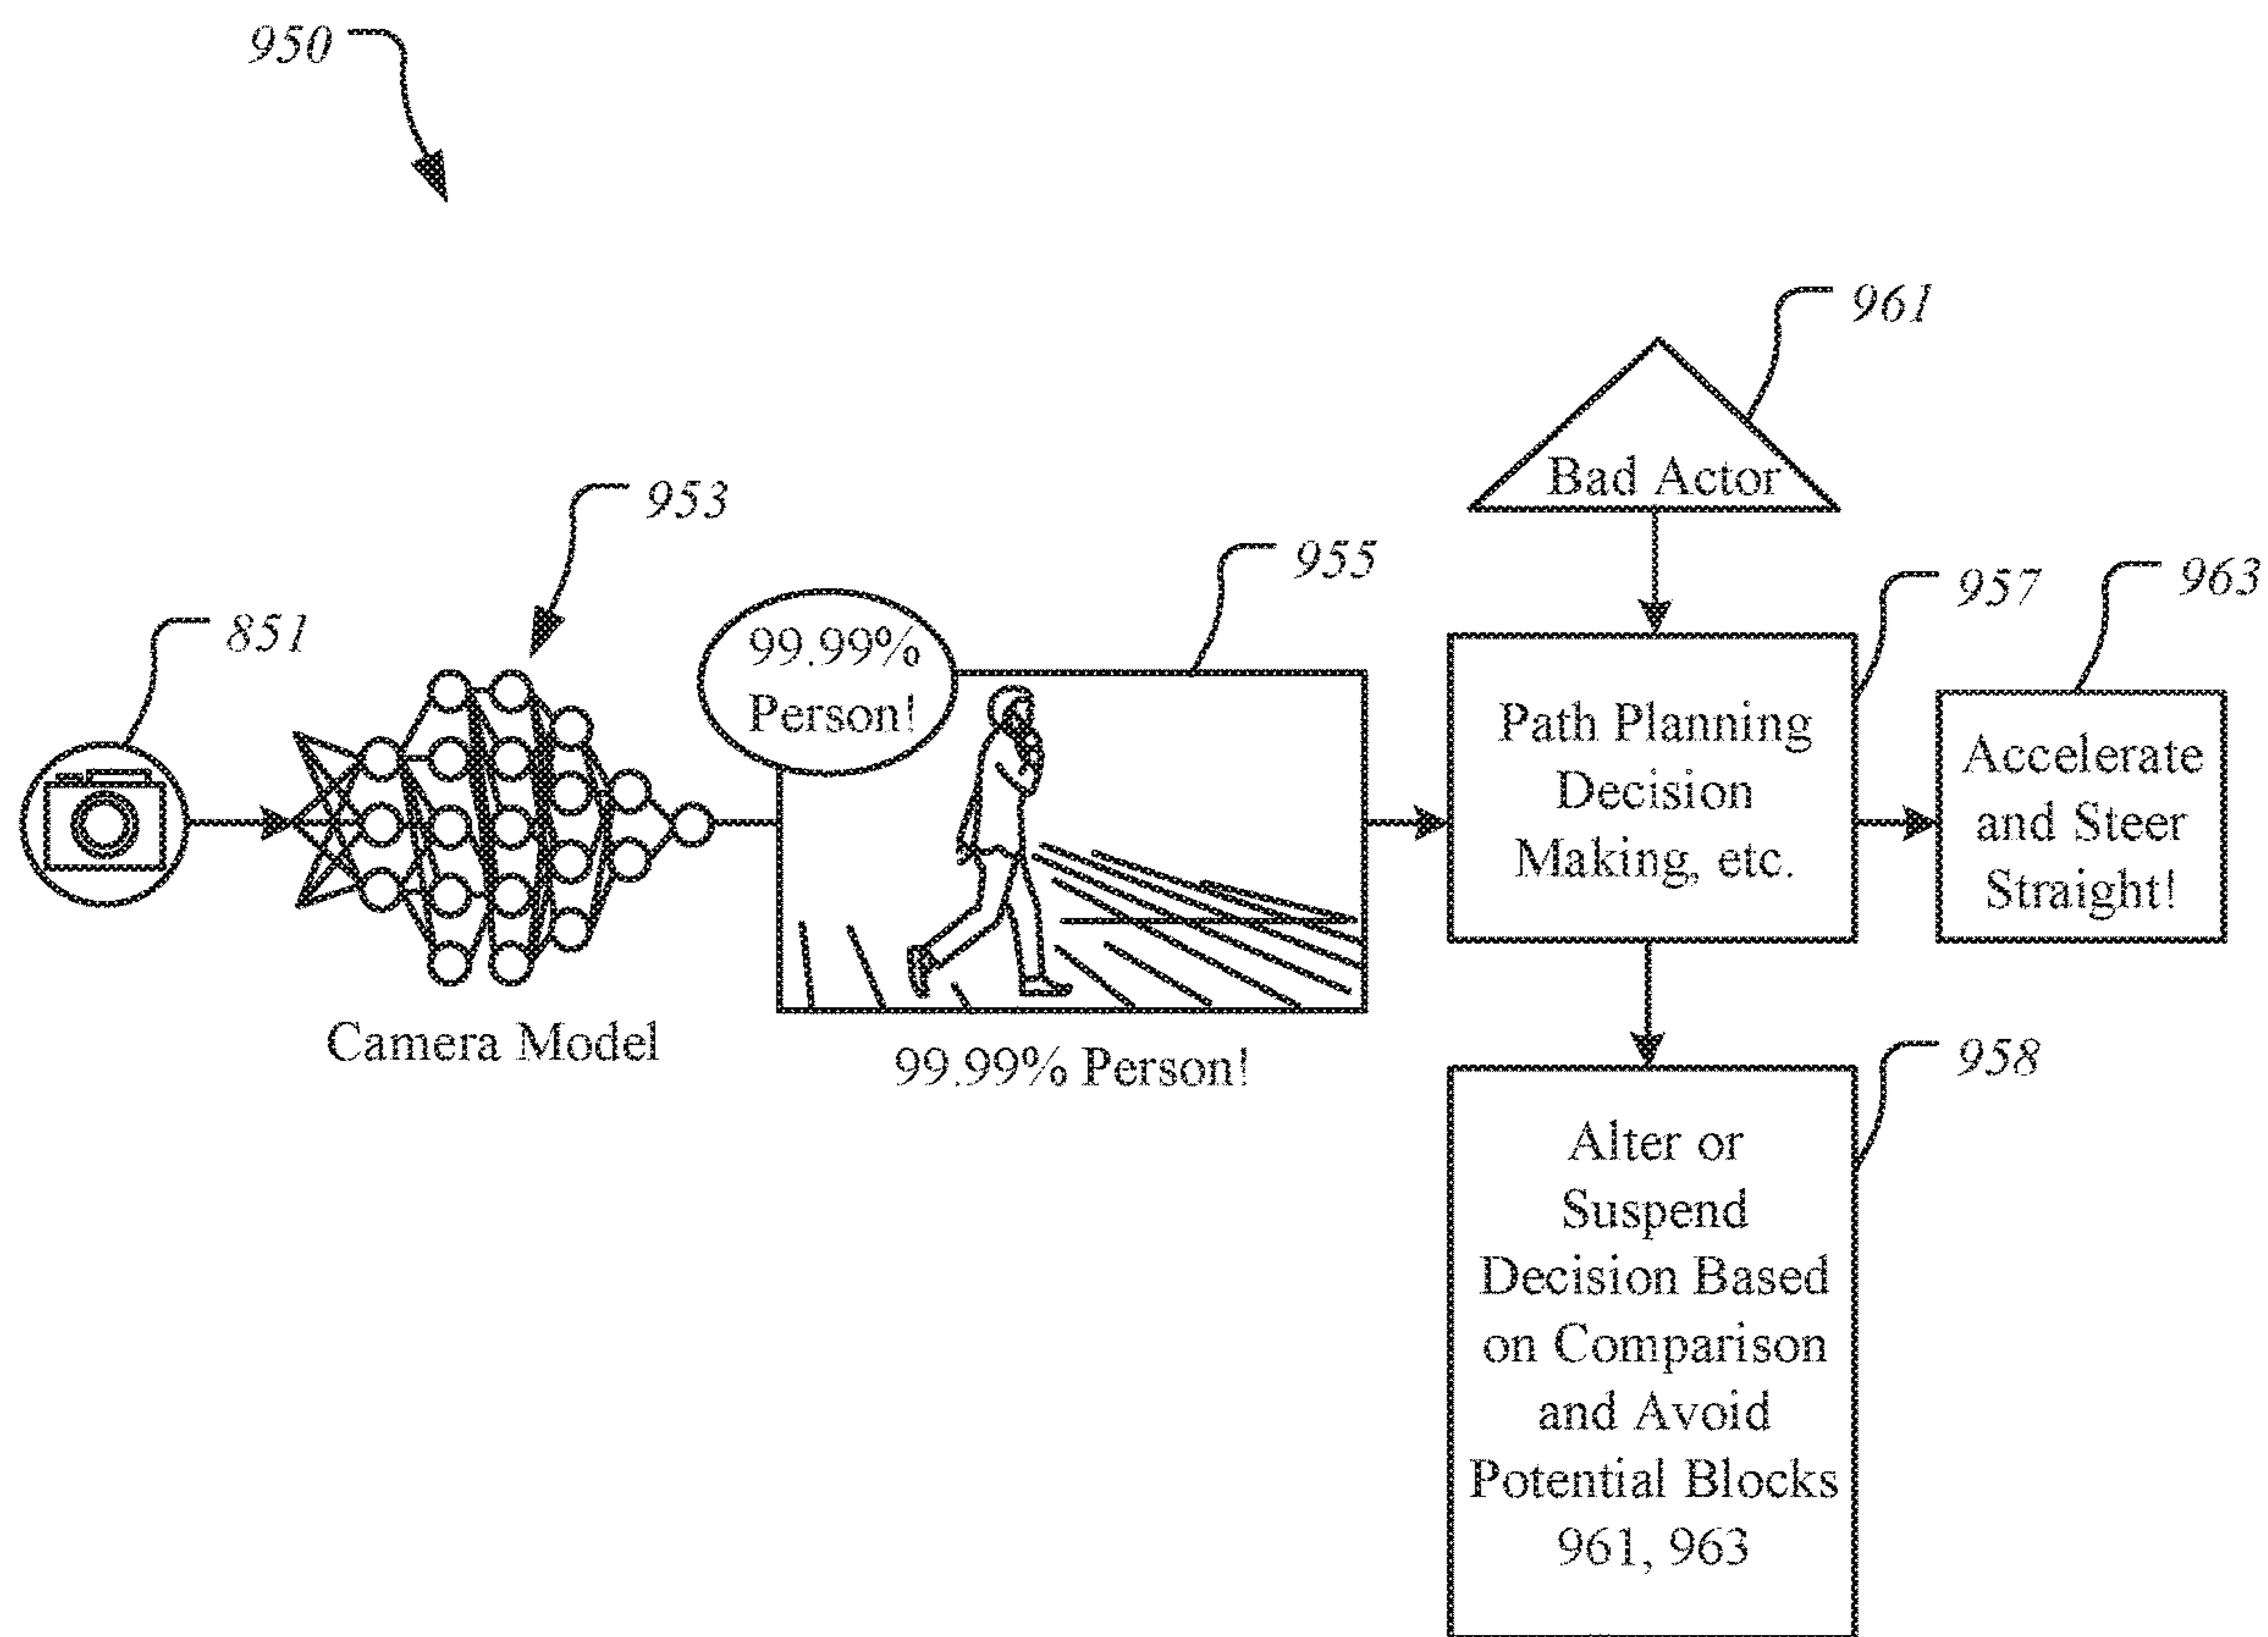 950
961
953
955
957
963
851
99.99%
Person!
Bad Actor
Path Planning
Decision
Making, etc.
Accelerate
and Steer
Straight!
Camera Model
99.99% Person!
958
Alter or
Suspend
Decision Based
on Comparison
and Avoid
Potential Blocks
961, 963